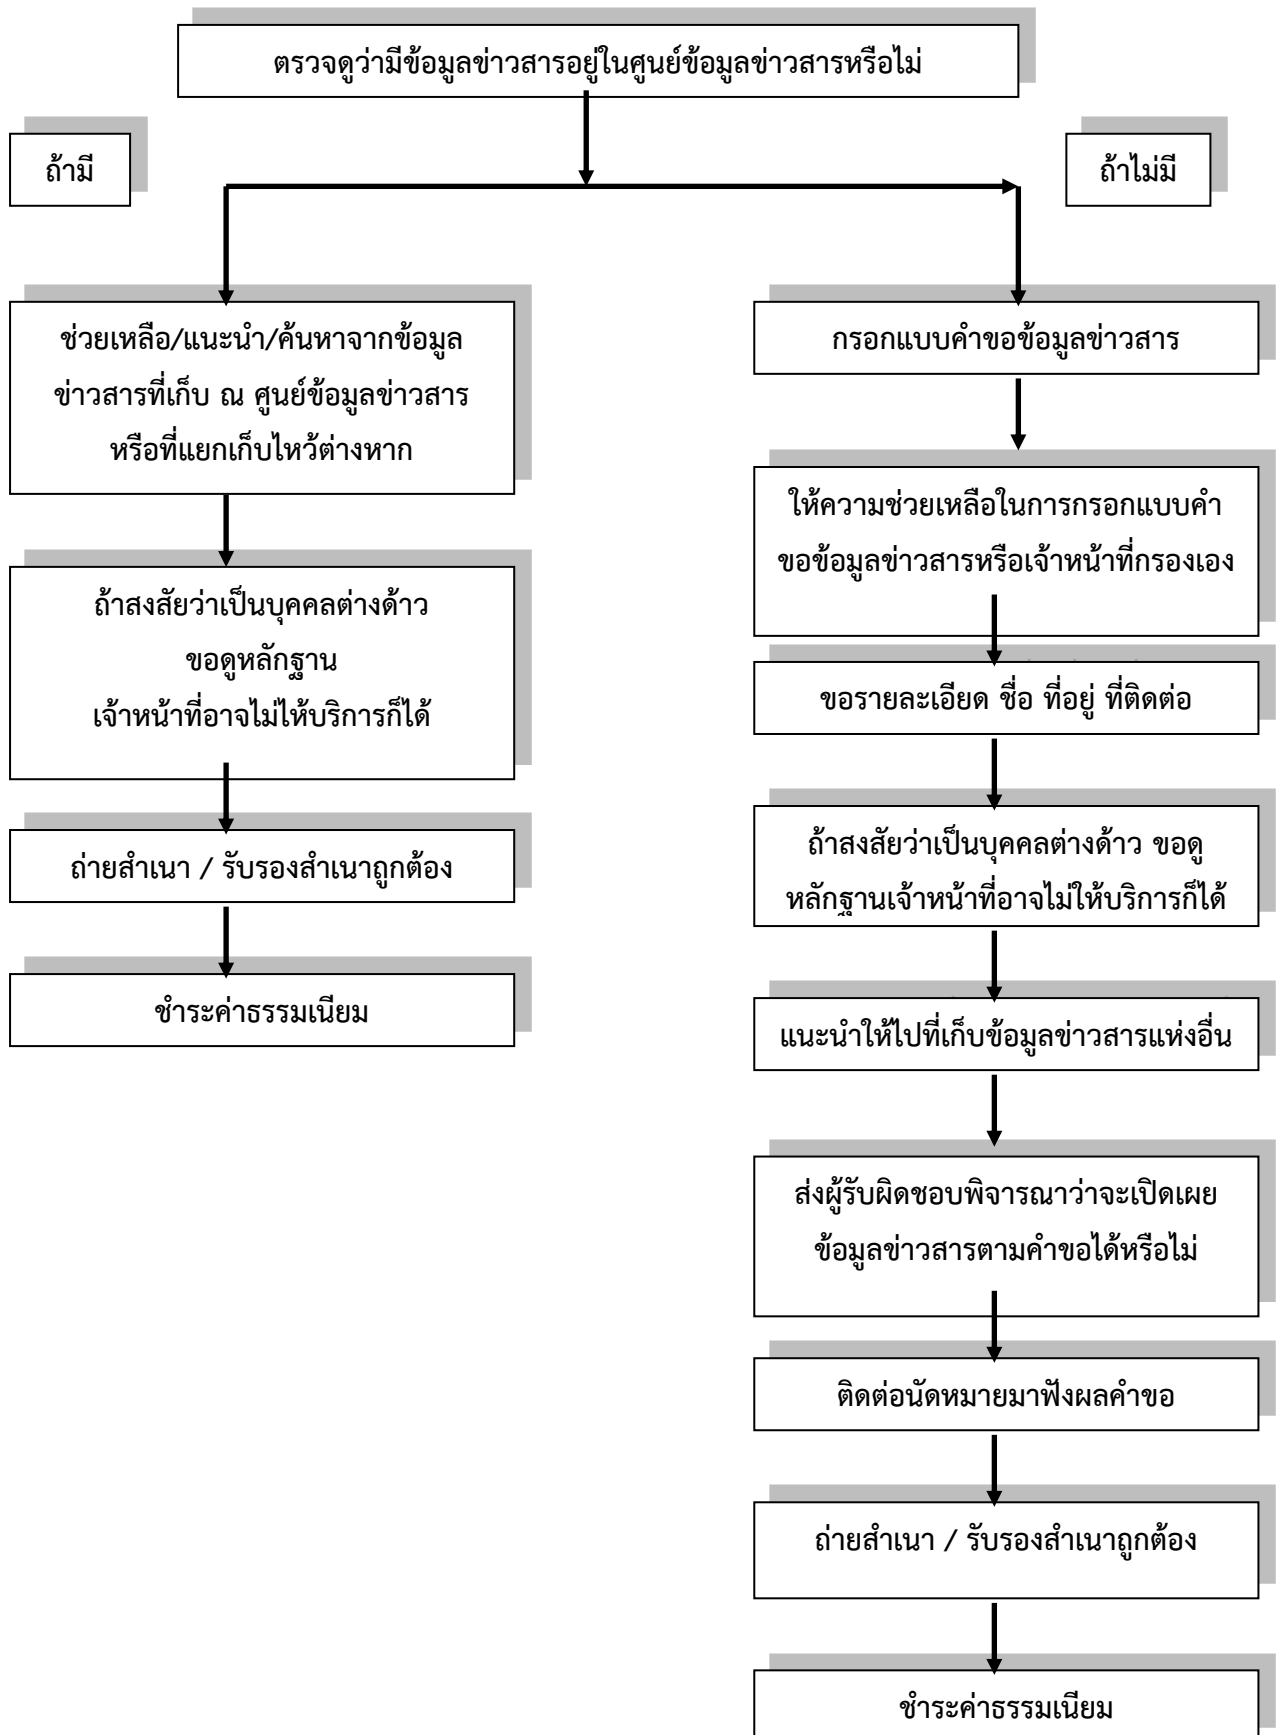 ตรวจดูว่ามีข้อมูลข่าวสารอยู่ในศูนย์ข้อมูลข่าวสารหรือไม่
ถ้ามี
ถ้าไม่มี
ช่วยเหลือ/แนะนำ/ค้นหาจากข้อมูล
ข่าวสารที่เก็บ ณ ศูนย์ข้อมูลข่าวสาร
หรือที่แยกเก็บไหว้ต่างหาก
ถ้าสงสัยว่าเป็นบุคคลต่างด้าว
ขอดูหลักฐาน
เจ้าหน้าที่อาจไม่ไห้บริการก็ได้
ถ่ายสำเนา / รับรองสำเนาถูกต้อง
ชำระค่าธรรมเนียม
กรอกแบบคำขอข้อมูลข่าวสาร
ให้ความช่วยเหลือในการกรอกแบบคำ
ขอข้อมูลข่าวสารหรือเจ้าหน้าที่กรองเอง
ขอรายละเอียด ชื่อ ที่อยู่ ที่ติดต่อ
ถ้าสงสัยว่าเป็นบุคคลต่างด้าว ขอดู
หลักฐานเจ้าหน้าที่อาจไม่ให้บริการก็ได้
แนะนำให้ไปที่เก็บข้อมูลข่าวสารแห่งอื่น
ส่งผู้รับผิดชอบพิจารณาว่าจะเปิดเผย
ข้อมูลข่าวสารตามคำขอได้หรือไม่
ติดต่อนัดหมายมาฟังผลคำขอ
ถ่ายสำเนา / รับรองสำเนาถูกต้อง
ชำระค่าธรรมเนียม